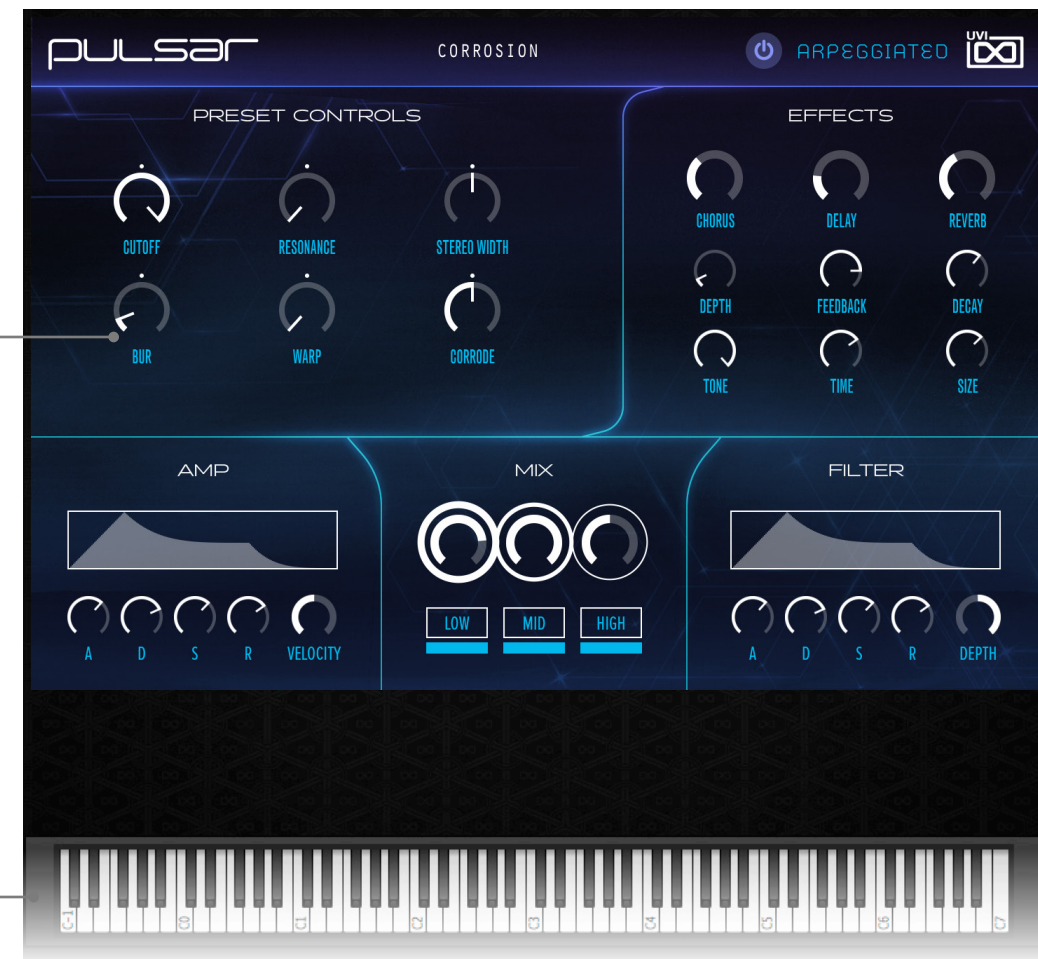 pulsar CORROSION ARPEGGIATED UVI
PRESET CONTROLS
CUTOFF RESONANCE STEREO WIDTH
BUR WARP CORRODE
EFFECTS
CHORUS DELAY REVERB
DEPTH FEEDBACK DECAY
TONE TIME SIZE
AMP
A D S R VELOCITY
MIX
LOW MID HIGH
FILTER
A D S R DEPTH
C-1 C0 C1 C2 C3 C4 C5 C6 C7